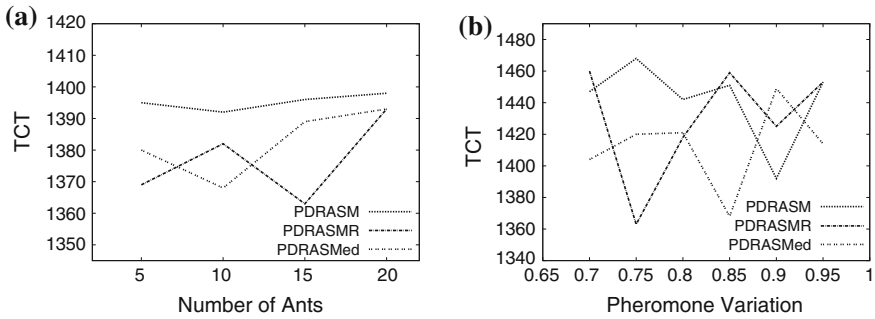 (a)
TCT
1420
1410
1400
1390
1380
1370
1360
1350
PDRASM
PDRASMR
PDRASMed
5 10 15 20
Number of Ants
(b)
TCT
1480
1460
1440
1420
1400
1380
1360
1340
PDRASM
PDRASMR
PDRASMed
0.65 0.7 0.75 0.8 0.85 0.9 0.95 1
Pheromone Variation